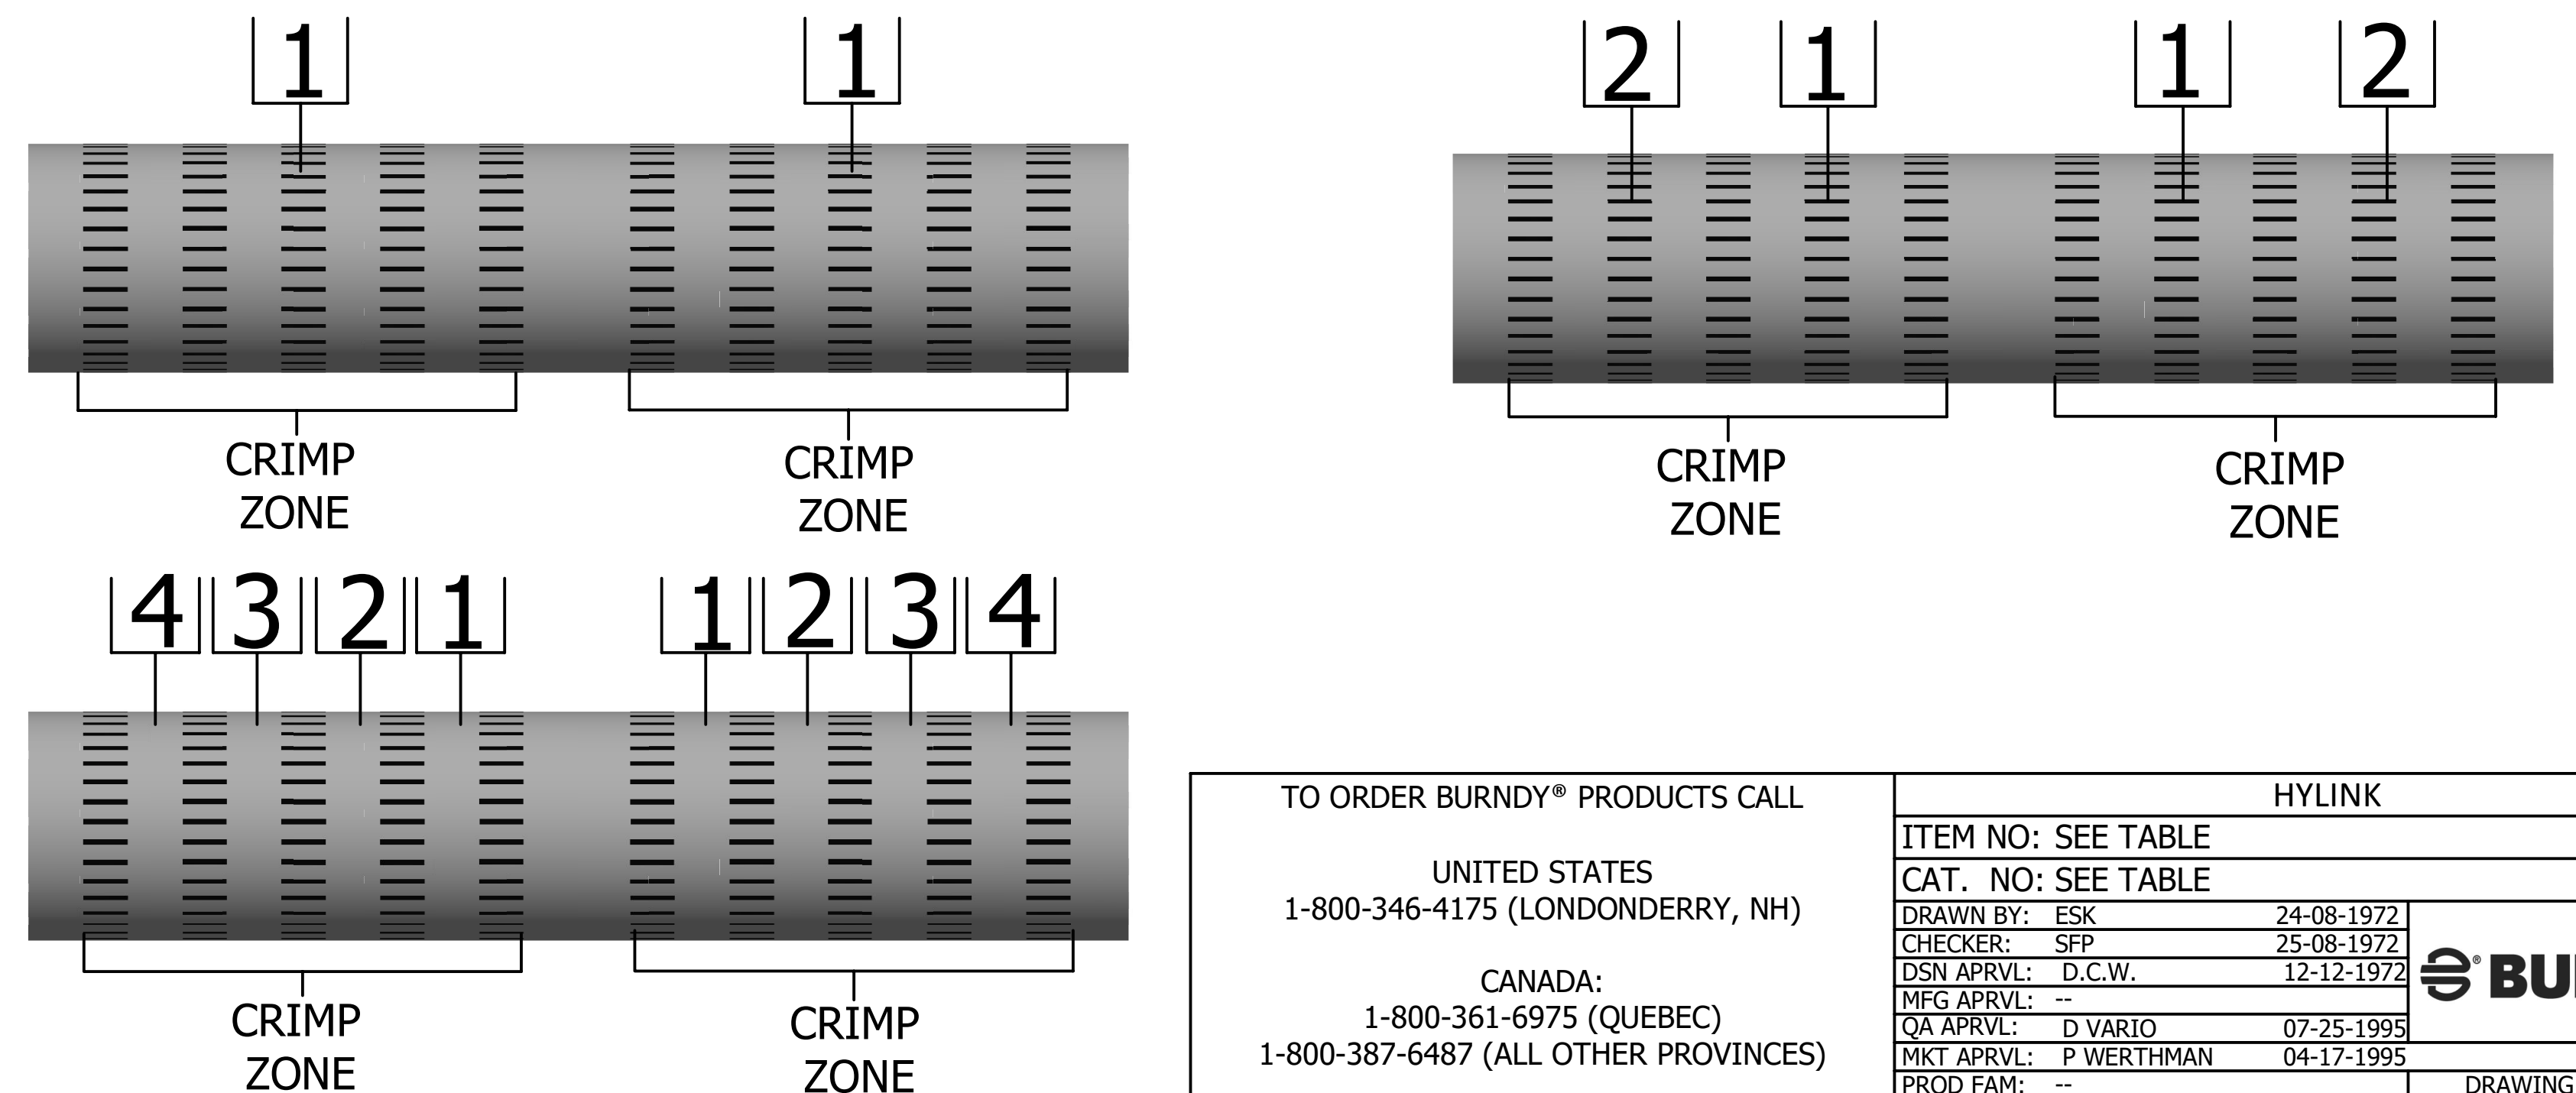 1 1
2 1 1 2
CRIMP
ZONE
CRIMP
ZONE
CRIMP
ZONE
CRIMP
ZONE
4 3 2 1 1 2 3 4
CRIMP
ZONE
CRIMP
ZONE
TO ORDER BURNDY® PRODUCTS CALL
UNITED STATES
1-800-346-4175 (LONDONDERRY, NH)
CANADA:
1-800-361-6975 (QUEBEC)
1-800-387-6487 (ALL OTHER PROVINCES)
HYLINK
ITEM NO: SEE TABLE
CAT. NO: SEE TABLE
DRAWN BY: ESK 24-08-1972
CHECKER: SFP 25-08-1972
DSN APRVL: D.C.W. 12-12-1972
MFG APRVL: --
QA APRVL: D VARIO 07-25-1995
MKT APRVL: P WERTHMAN 04-17-1995
PROD FAM: --
DRAWING